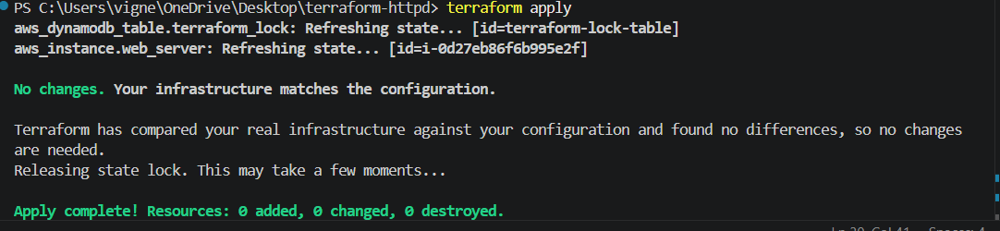 PS C:\Users\vigne\OneDrive\Desktop\terraform-httpd> terraform apply
aws_dynamodb_table.terraform_lock: Refreshing state... [id=terraform-lock-table]
aws_instance.web_server: Refreshing state... [id=i-0d27eb86f6b995e2f]
No changes. Your infrastructure matches the configuration.
Terraform has compared your real infrastructure against your configuration and found no differences, so no changes
are needed.
Releasing state lock. This may take a few moments...
Apply complete! Resources: 0 added, 0 changed, 0 destroyed.